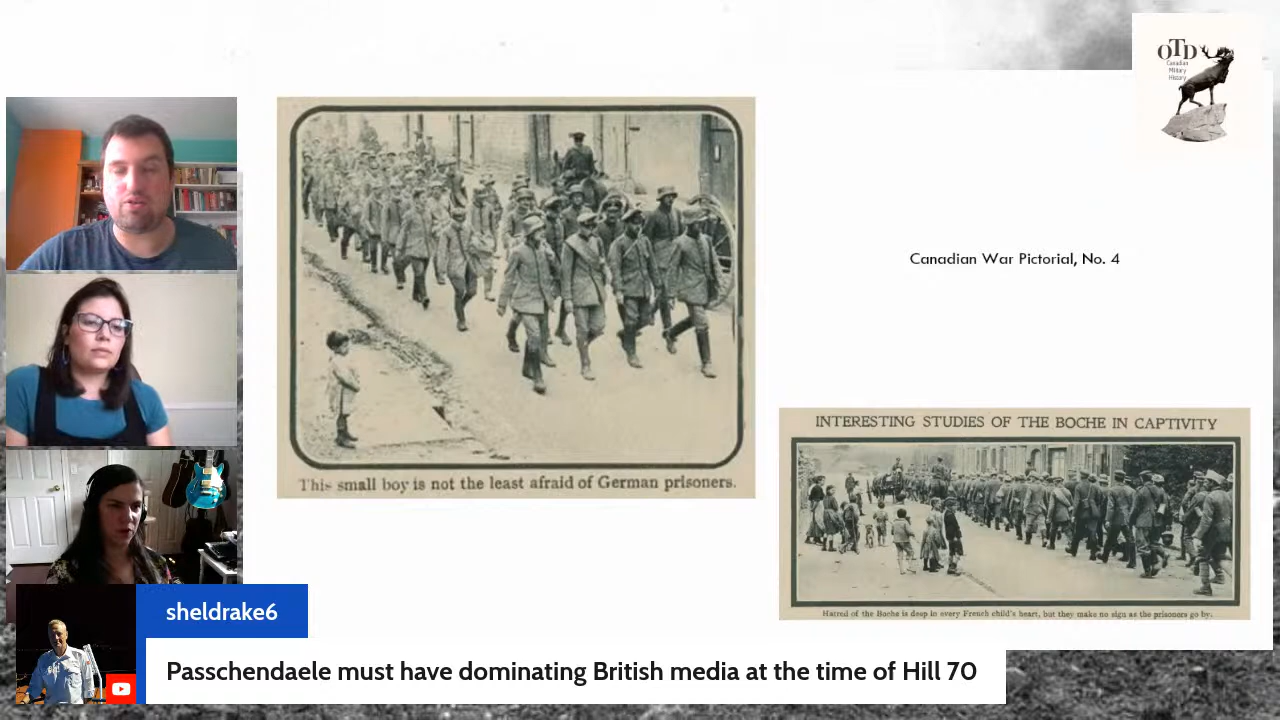 OTD
Canadian
Military
History
Canadian War Pictorial, No. 4
This small boy is not the least afraid of German prisoners.
INTERESTING STUDIES OF THE BOCHE IN CAPTIVITY
Hatred of the Boche is deep in every French child's heart, but they make no sign as the prisoners go by.
sheldrake6
Passchendaele must have dominating British media at the time of Hill 70